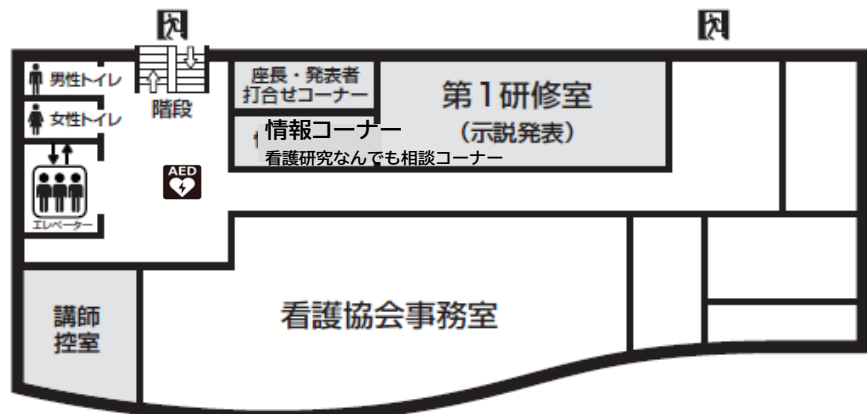 男性トイレ
女性トイレ
階段
エレベーター
AED
座長・発表者
打合せコーナー
情報コーナー
看護研究なんでも相談コーナー
第1研修室
(示説発表)
講師
控室
看護協会事務室